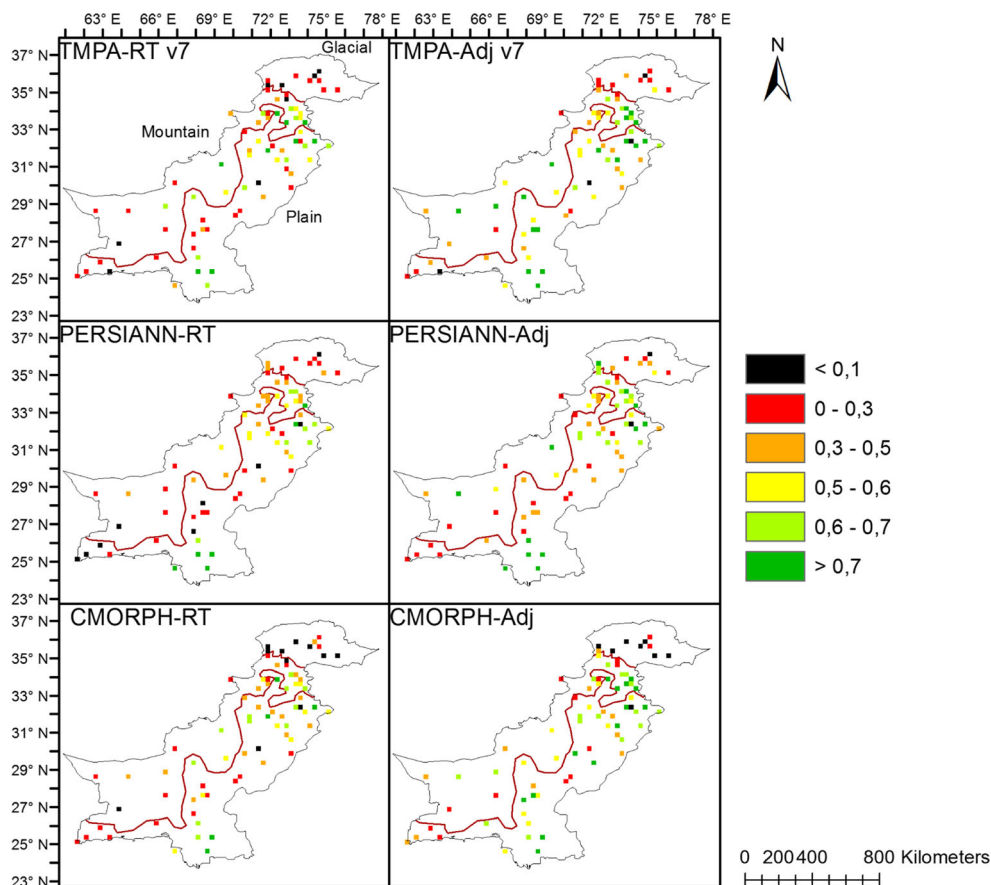 63° E 66° E 69° E 72° E 75° E 78° E 63° E 66° E 69° E 72° E 75° E 78° E
37° N
35° N
33° N
31° N
29° N
27° N
25° N
23° N
TMPA-RT v7
Glacial
Mountain
Plain
TMPA-Adj v7
N
37° N
35° N
33° N
31° N
29° N
27° N
25° N
23° N
PERSIANN-RT
PERSIANN-Adj
< 0,1
0 - 0,3
0,3 - 0,5
0,5 - 0,6
0,6 - 0,7
> 0,7
37° N
35° N
33° N
31° N
29° N
27° N
25° N
23° N
CMORPH-RT
CMORPH-Adj
0 200400 800 Kilometers